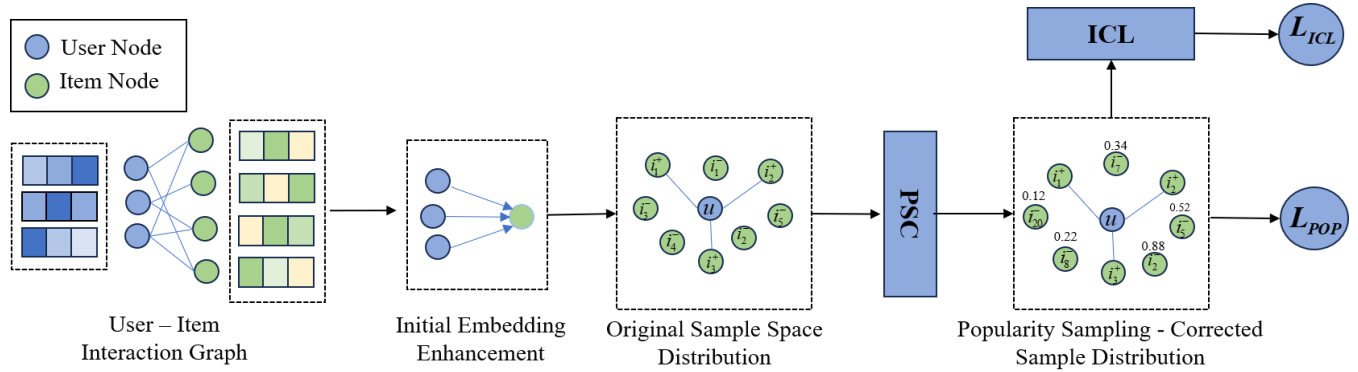 User Node
Item Node
ICL
L_ICL
PSC
L_POP
i₁⁺
i₁⁻
i₂⁺
i₃⁻
u
i₅⁻
i₄⁻
i₂⁻
i₃⁺
0.34
i₇⁻
i₁⁺
i₂⁺
0.12
i₂₀⁻
u
0.52
i₅⁻
0.22
i₈⁻
0.88
i₂⁻
i₃⁺
User – Item
Interaction Graph
Initial Embedding
Enhancement
Original Sample Space
Distribution
Popularity Sampling - Corrected
Sample Distribution